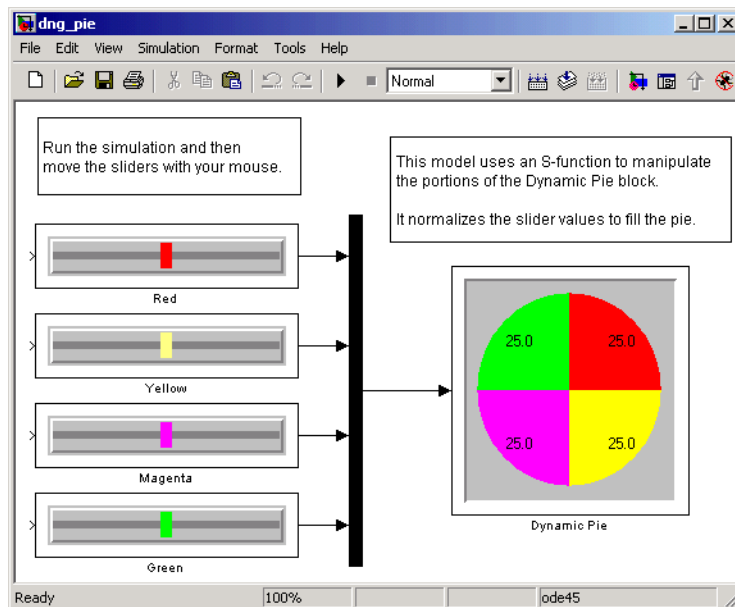 dng_pie
File Edit View Simulation Format Tools Help
Normal
Run the simulation and then
move the sliders with your mouse.
This model uses an S-function to manipulate
the portions of the Dynamic Pie block.
It normalizes the slider values to fill the pie.
Red
Yellow
Magenta
Green
25.0 25.0
25.0 25.0
Dynamic Pie
Ready 100% ode45